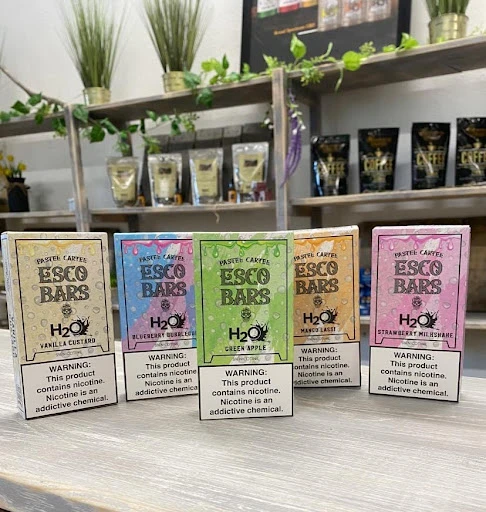 PASTEL CARTEL
ESCO
BARS
H2O
VANILLA CUSTARD
WARNING:
This product
contains nicotine.
Nicotine is an
addictive chemical.
PASTEL CARTEL
ESCO
BARS
H2O
BLUEBERRY BUBBLEGUM
WARNING:
This product
contains nicotine.
Nicotine is an
addictive chemical.
PASTEL CARTEL
ESCO
BARS
H2O
GREEN APPLE
WARNING:
This product
contains nicotine.
Nicotine is an
addictive chemical.
PASTEL CARTEL
ESCO
BARS
H2O
MANGO LASSI
WARNING:
This product
contains nicotine.
Nicotine is an
addictive chemical.
PASTEL CARTEL
ESCO
BARS
H2O
STRAWBERRY MILKSHAKE
WARNING:
This product
contains nicotine.
Nicotine is an
addictive chemical.
COFFEE
COFFEE
COFFEE
COFFEE